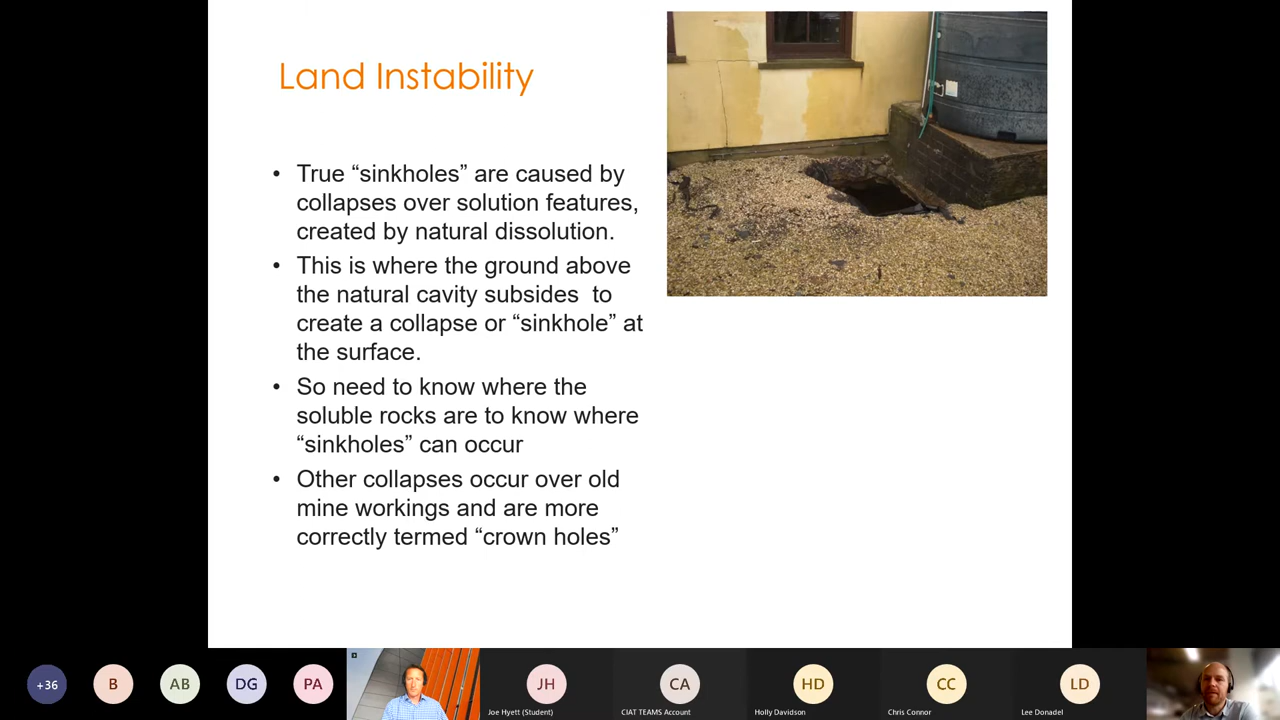 Land Instability
• True “sinkholes” are caused by
collapses over solution features,
created by natural dissolution.
• This is where the ground above
the natural cavity subsides  to
create a collapse or “sinkhole” at
the surface.
• So need to know where the
soluble rocks are to know where
“sinkholes” can occur
• Other collapses occur over old
mine workings and are more
correctly termed “crown holes”
+36
B
AB
DG
PA
JH
CA
HD
CC
LD
Joe Hyett (Student)
CIAT TEAMS Account
Holly Davidson
Chris Connor
Lee Donadel